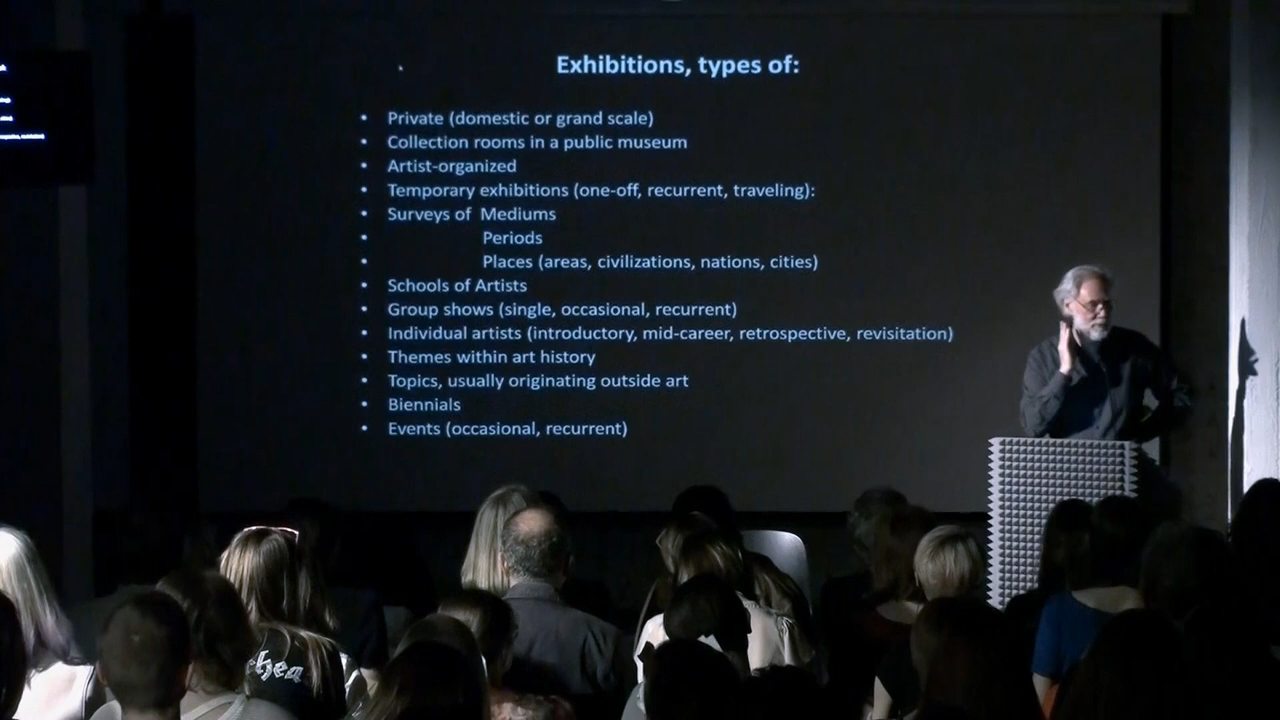 Exhibitions, types of:
• Private (domestic or grand scale)
• Collection rooms in a public museum
• Artist-organized
• Temporary exhibitions (one-off, recurrent, traveling):
• Surveys of Mediums
• Periods
• Places (areas, civilizations, nations, cities)
• Schools of Artists
• Group shows (single, occasional, recurrent)
• Individual artists (introductory, mid-career, retrospective, revisitation)
• Themes within art history
• Topics, usually originating outside art
• Biennials
• Events (occasional, recurrent)